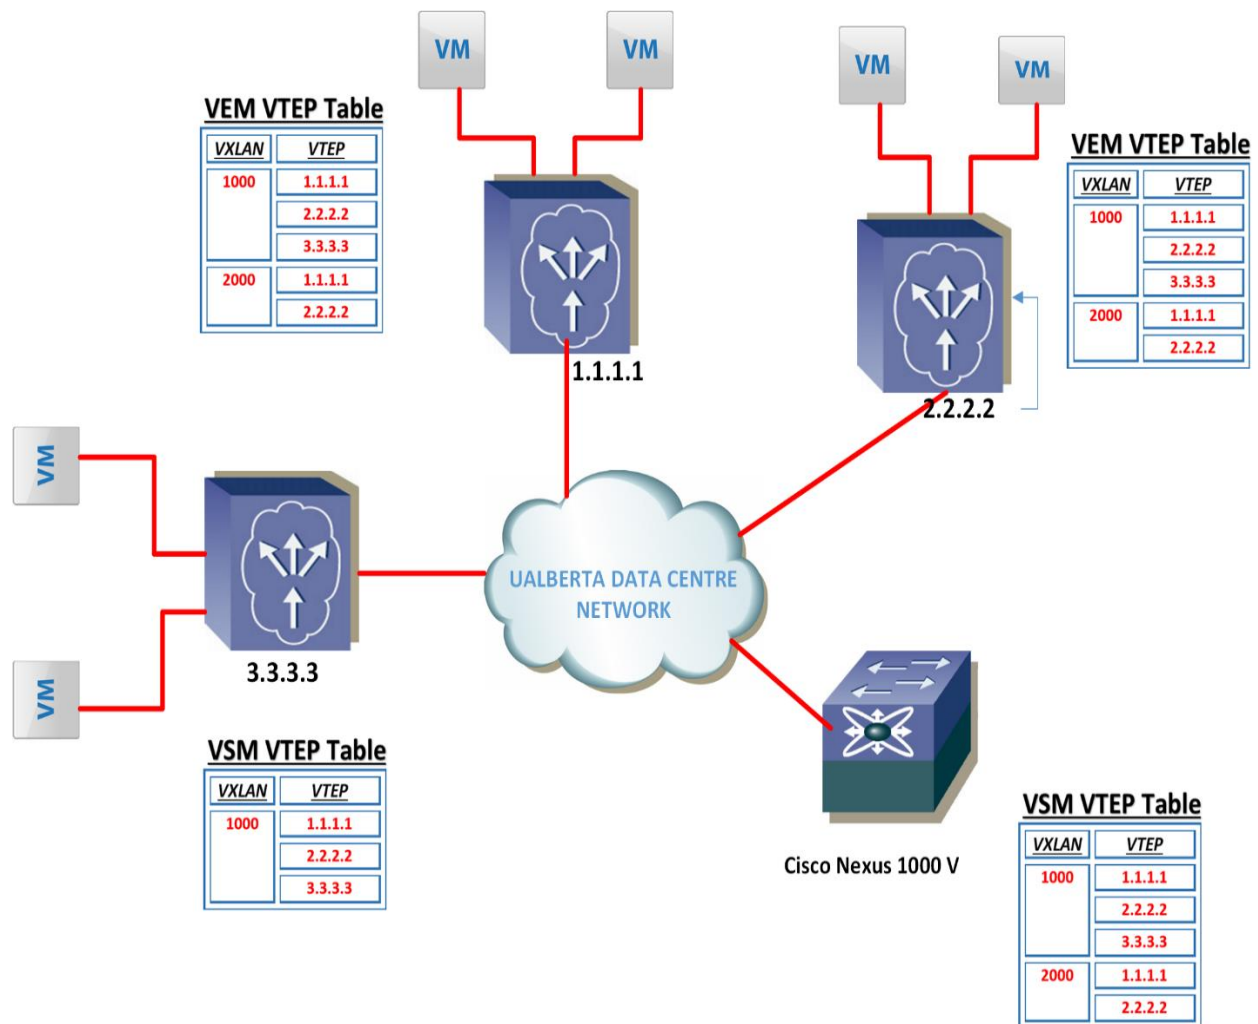 VM
VM
VM
VM
VEM VTEP Table
VXLAN VTEP
1000 1.1.1.1
2.2.2.2
3.3.3.3
2000 1.1.1.1
2.2.2.2
VEM VTEP Table
VXLAN VTEP
1000 1.1.1.1
2.2.2.2
3.3.3.3
2000 1.1.1.1
2.2.2.2
1.1.1.1
2.2.2.2
VM
3.3.3.3
VM
UALBERTA DATA CENTRE
NETWORK
VSM VTEP Table
VXLAN VTEP
1000 1.1.1.1
2.2.2.2
3.3.3.3
Cisco Nexus 1000 V
VSM VTEP Table
VXLAN VTEP
1000 1.1.1.1
2.2.2.2
3.3.3.3
2000 1.1.1.1
2.2.2.2